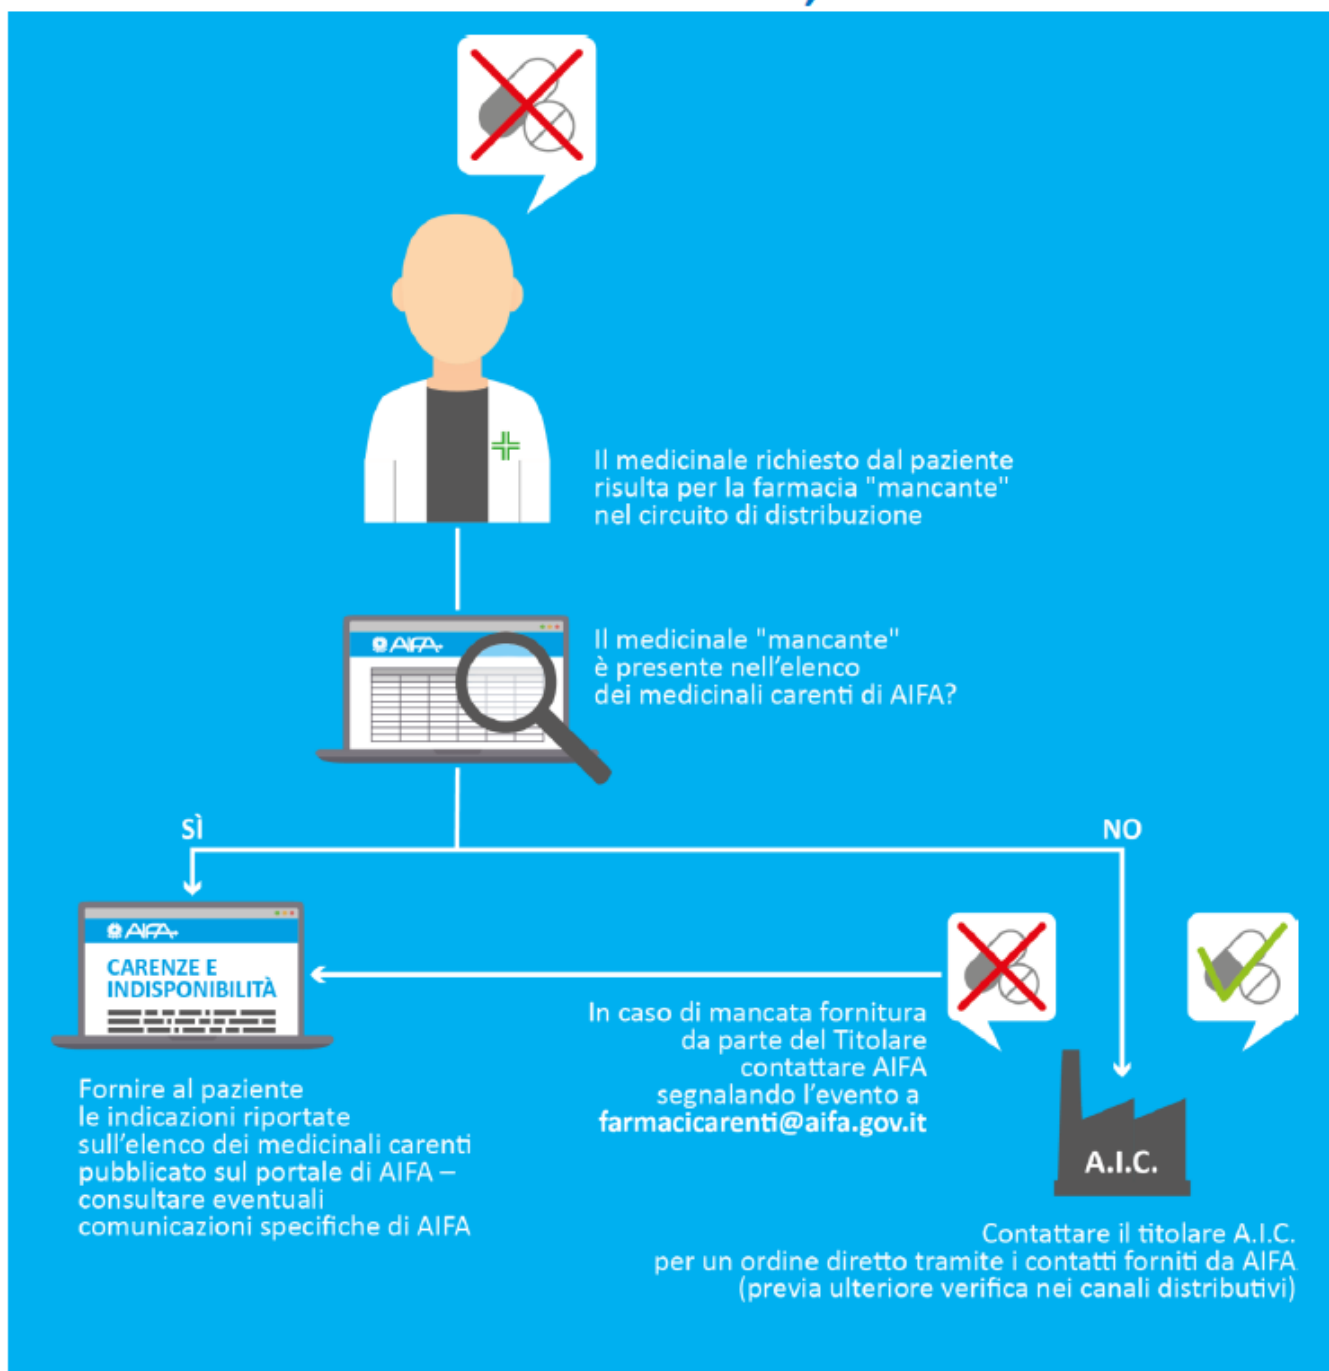 Il medicinale richiesto dal paziente
risulta per la farmacia "mancante"
nel circuito di distribuzione
AIFA
Il medicinale "mancante"
è presente nell'elenco
dei medicinali carenti di AIFA?
SÌ
NO
AIFA
CARENZE E
INDISPONIBILITÀ
In caso di mancata fornitura
da parte del Titolare
contattare AIFA
segnalando l'evento a
farmacicarenti@aifa.gov.it
Fornire al paziente
le indicazioni riportate
sull'elenco dei medicinali carenti
pubblicato sul portale di AIFA –
consultare eventuali
comunicazioni specifiche di AIFA
A.I.C.
Contattare il titolare A.I.C.
per un ordine diretto tramite i contatti forniti da AIFA
(previa ulteriore verifica nei canali distributivi)